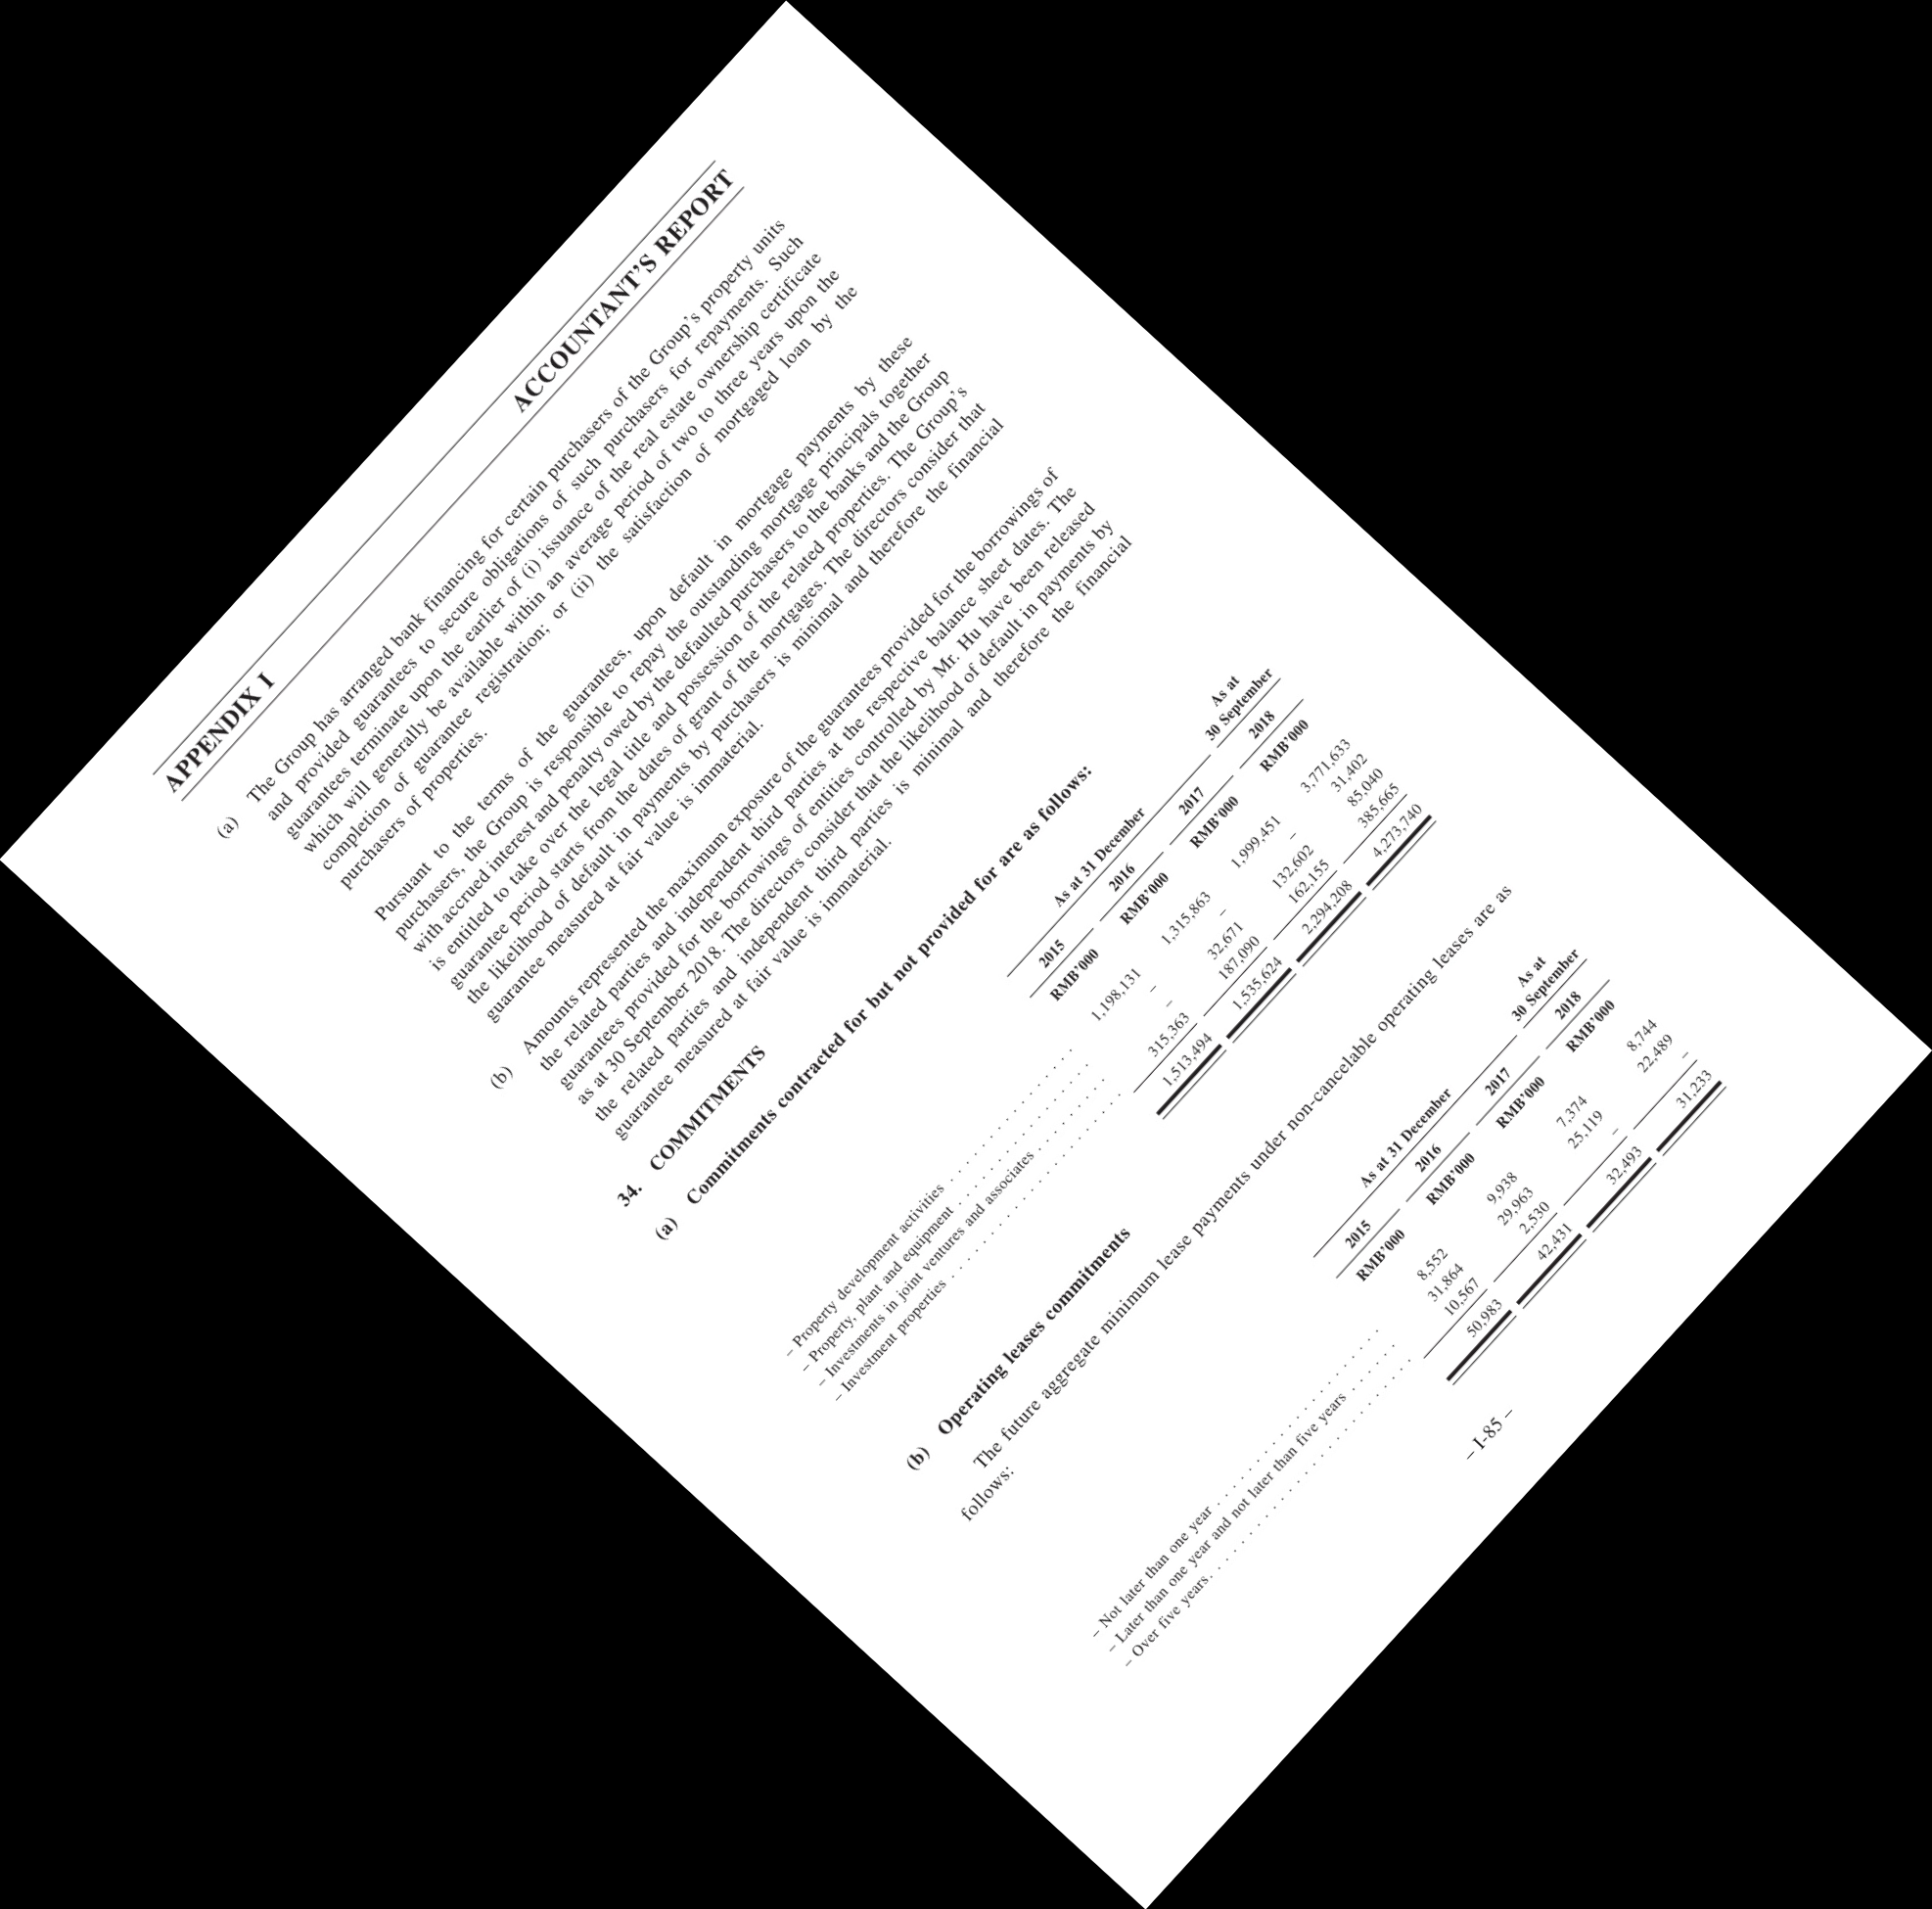 APPENDIX I ACCOUNTANT'S REPORT
(a) The Group has arranged bank financing for certain purchasers of the Group's property units
and provided guarantees to secure obligations of such purchasers for repayments. Such
guarantees terminate upon the earlier of (i) issuance of the real estate ownership certificate
which will generally be available within an average period of two to three years upon the
completion of guarantee registration; or (ii) the satisfaction of mortgaged loan by the
purchasers of properties.
Pursuant to the terms of the guarantees, upon default in mortgage payments by these
purchasers, the Group is responsible to repay the outstanding mortgage principals together
with accrued interest and penalty owed by the defaulted purchasers to the banks and the Group
is entitled to take over the legal title and possession of the related properties. The Group's
guarantee period starts from the dates of grant of the mortgages. The directors consider that
the likelihood of default in payments by purchasers is minimal and therefore the financial
guarantee measured at fair value is immaterial.
(b) Amounts represented the maximum exposure of the guarantees provided for the borrowings of
the related parties and independent third parties at the respective balance sheet dates. The
guarantees provided for the borrowings of entities controlled by Mr. Hu have been released
as at 30 September 2018. The directors consider that the likelihood of default in payments by
the related parties and independent third parties is minimal and therefore the financial
guarantee measured at fair value is immaterial.
34. COMMITMENTS
(a) Commitments contracted for but not provided for are as follows:
As at
As at 31 December 30 September
2015 2016 2017 2018
RMB'000 RMB'000 RMB'000 RMB'000
– Property development activities . . . . . . . . . . . . . . 1,198,131 1,315,863 1,999,451 3,771,633
– Property, plant and equipment . . . . . . . . . . . . . . . – – – 31,402
– Investments in joint ventures and associates . . . . . . . – 32,671 132,602 85,040
– Investment properties . . . . . . . . . . . . . . . . . . 315,363 187,090 162,155 385,665
1,513,494 1,535,624 2,294,208 4,273,740
(b) Operating leases commitments
The future aggregate minimum lease payments under non-cancelable operating leases are as
follows:
As at
As at 31 December 30 September
2015 2016 2017 2018
RMB'000 RMB'000 RMB'000 RMB'000
– Not later than one year . . . . . . . . . . . . . . . . . . 8,552 9,938 7,374 8,744
– Later than one year and not later than five years . . . . . . 31,864 29,963 25,119 22,489
– Over five years. . . . . . . . . . . . . . . . . . . . . . 10,567 2,530 – –
50,983 42,431 32,493 31,233
– I-85 –